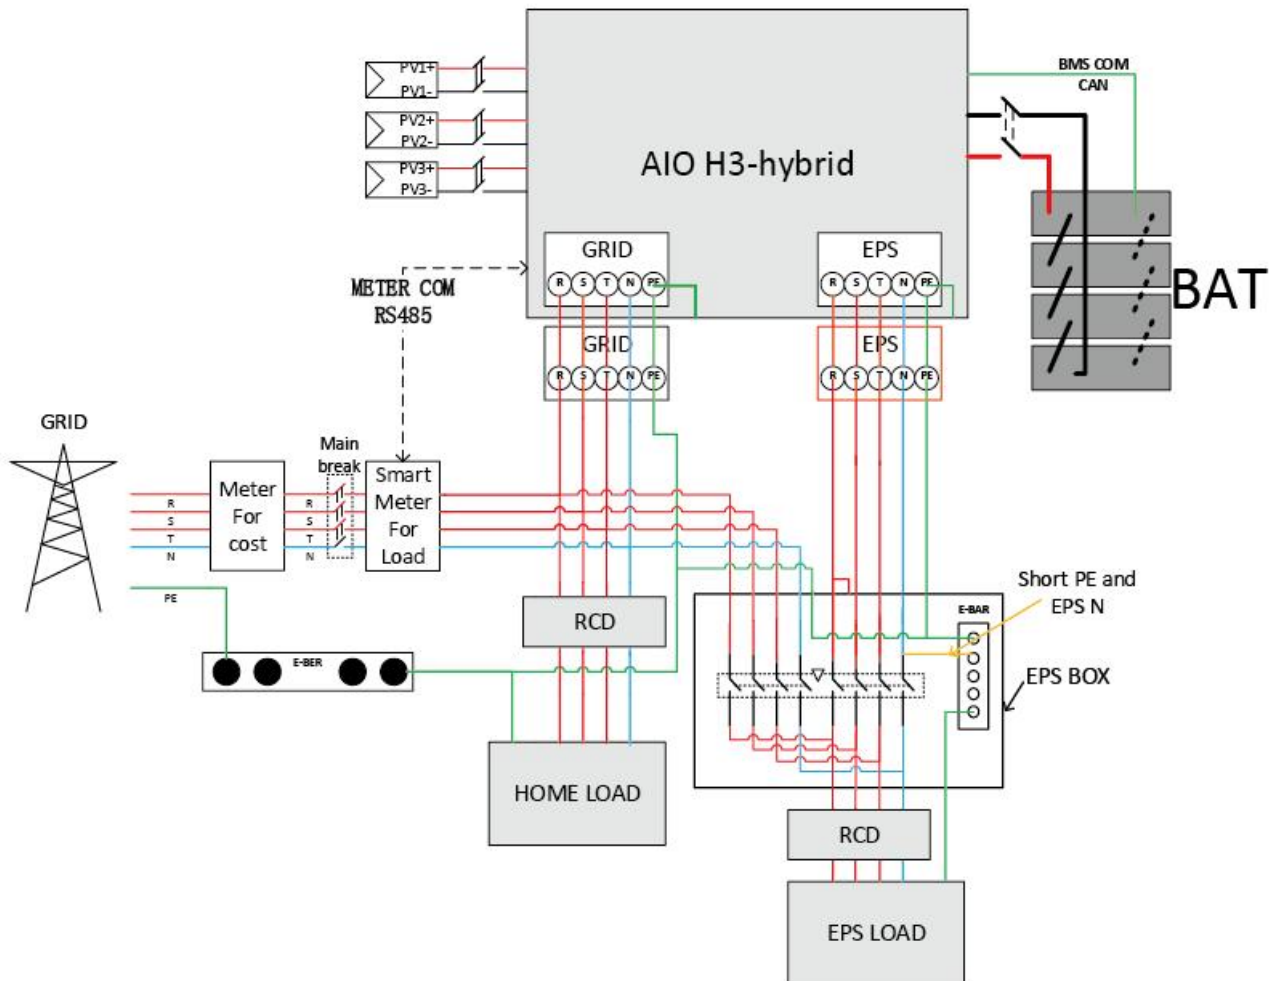 PV1+
PV1-
PV2+
PV2-
PV3+
PV3-
AIO H3-hybrid
BMS COM
CAN
BAT
GRID
R S T N PE
EPS
R S T N PE
METER COM
RS485
GRID
R S T N PE
EPS
R S T N PE
GRID
Main
break
Meter
For
cost
Smart
Meter
For
Load
R
S
T
N
R
S
T
N
PE
E-BER
RCD
HOME LOAD
Short PE and
EPS N
E-BAR
EPS BOX
RCD
EPS LOAD